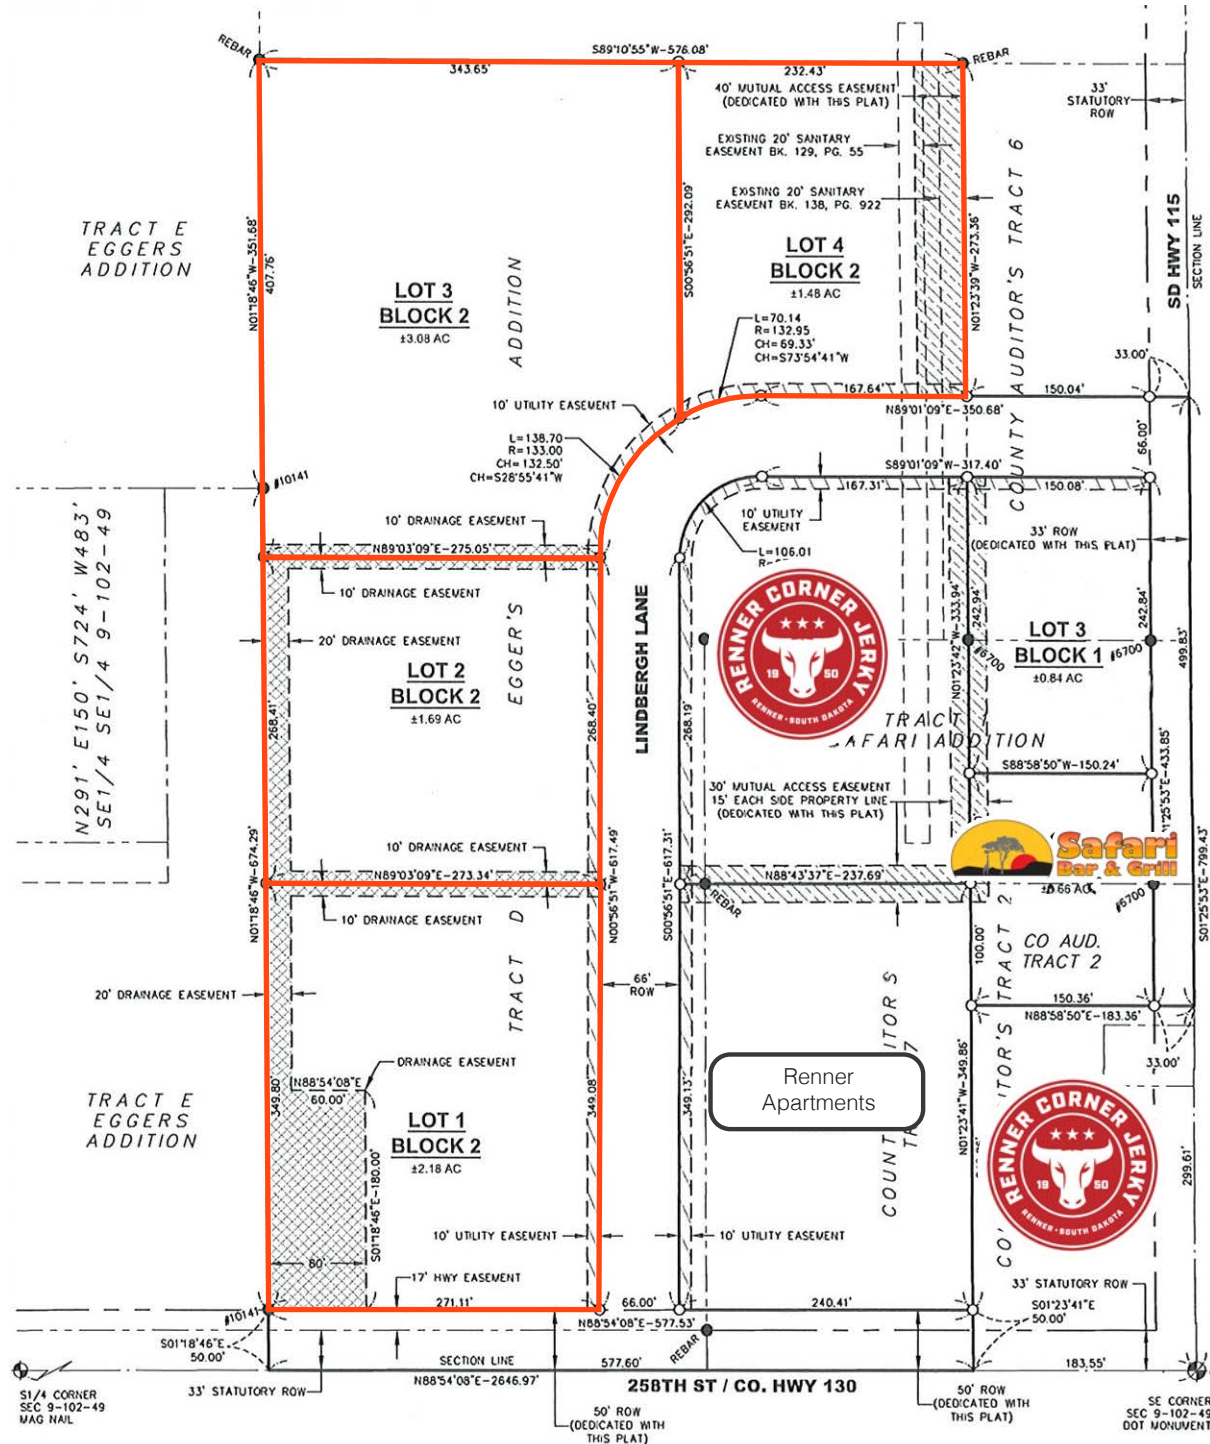 REBAR
S89°10'55"W-576.08'
343.65'
232.43'
REBAR
40' MUTUAL ACCESS EASEMENT
(DEDICATED WITH THIS PLAT)
33'
STATUTORY
ROW
EXISTING 20' SANITARY
EASEMENT BK. 129, PG. 55
EXISTING 20' SANITARY
EASEMENT BK. 138, PG. 922
TRACT E
EGGERS
ADDITION
N01°18'46"W-351.68'
407.76'
LOT 3
BLOCK 2
±3.08 AC
ADDITION
S00°56'51"E-292.09'
LOT 4
BLOCK 2
±1.48 AC
N01°23'39"W-273.36'
COUNTY AUDITOR'S TRACT 6
SD HWY 115
SECTION LINE
L=70.14
R=132.95
CH=69.33'
CH=S73°54'41"W
33.00'
10' UTILITY EASEMENT
167.64'
150.04'
N89°01'09"E-350.68'
L=138.70
R=133.00
CH=132.50'
CH=S28°55'41"W
66.00'
#10141
S89°01'09"W-317.40'
167.31'
150.08'
10' UTILITY
EASEMENT
N291' E150' S724' W483'
SE1/4 SE1/4 9-102-49
10' DRAINAGE EASEMENT
N89°03'09"E-275.05'
33' ROW
(DEDICATED WITH THIS PLAT)
L=106.01
10' DRAINAGE EASEMENT
20' DRAINAGE EASEMENT
LOT 2
BLOCK 2
±1.69 AC
EGGER'S
268.41'
268.40'
LINDBERGH LANE
268.19'
RENNER CORNER JERKY
19 50
RENNER - SOUTH DAKOTA
N01°23'42"W-333.94'
242.94'
#6700
LOT 3
BLOCK 1
±0.84 AC
#6700
242.84'
499.83'
TRACT 1
SAFARI ADDITION
S88°58'50"W-150.24'
S01°25'53"E-433.85'
30' MUTUAL ACCESS EASEMENT
15' EACH SIDE PROPERTY LINE
(DEDICATED WITH THIS PLAT)
10' DRAINAGE EASEMENT
N89°03'09"E-273.34'
10' DRAINAGE EASEMENT
N01°18'46"W-674.29'
N00°56'51"W-617.49'
S00°56'51"E-617.31'
N88°43'37"E-237.69'
REBAR
Safari
Bar & Grill
±0.66 AC
#6700
S01°25'53"E-799.43'
20' DRAINAGE EASEMENT
TRACT D
66'
ROW
100.00'
CO AUD.
TRACT 2
150.36'
N88°58'50"E-183.36'
33.00'
DRAINAGE EASEMENT
N88°54'08"E
60.00'
TRACT E
EGGERS
ADDITION
349.80'
LOT 1
BLOCK 2
±2.18 AC
S01°18'46"E-180.00'
349.08'
349.13'
Renner
Apartments
N01°23'41"W-349.86'
RENNER CORNER JERKY
19 50
RENNER - SOUTH DAKOTA
299.61'
10' UTILITY EASEMENT
10' UTILITY EASEMENT
80'
17' HWY EASEMENT
33' STATUTORY ROW
#10141
271.11'
66.00'
240.41'
S01°23'41"E
50.00'
N88°54'08"E-577.53'
S01°18'46"E
50.00'
REBAR
SECTION LINE
577.60'
183.55'
N88°54'08"E-2646.97'
258TH ST / CO. HWY 130
S1/4 CORNER
SEC 9-102-49
MAG NAIL
33' STATUTORY ROW
50' ROW
(DEDICATED WITH
THIS PLAT)
50' ROW
(DEDICATED WITH
THIS PLAT)
SE CORNER
SEC 9-102-49
DOT MONUMENT